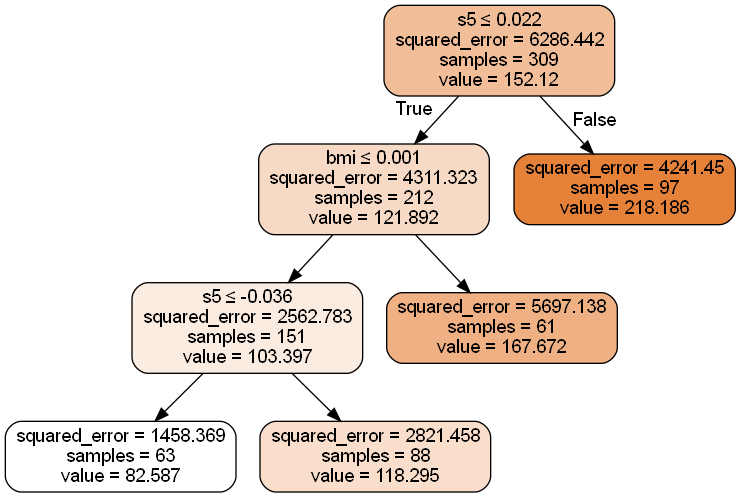 s5 ≤ 0.022
squared_error = 6286.442
samples = 309
value = 152.12
True
False
bmi ≤ 0.001
squared_error = 4311.323
samples = 212
value = 121.892
squared_error = 4241.45
samples = 97
value = 218.186
s5 ≤ -0.036
squared_error = 2562.783
samples = 151
value = 103.397
squared_error = 5697.138
samples = 61
value = 167.672
squared_error = 1458.369
samples = 63
value = 82.587
squared_error = 2821.458
samples = 88
value = 118.295